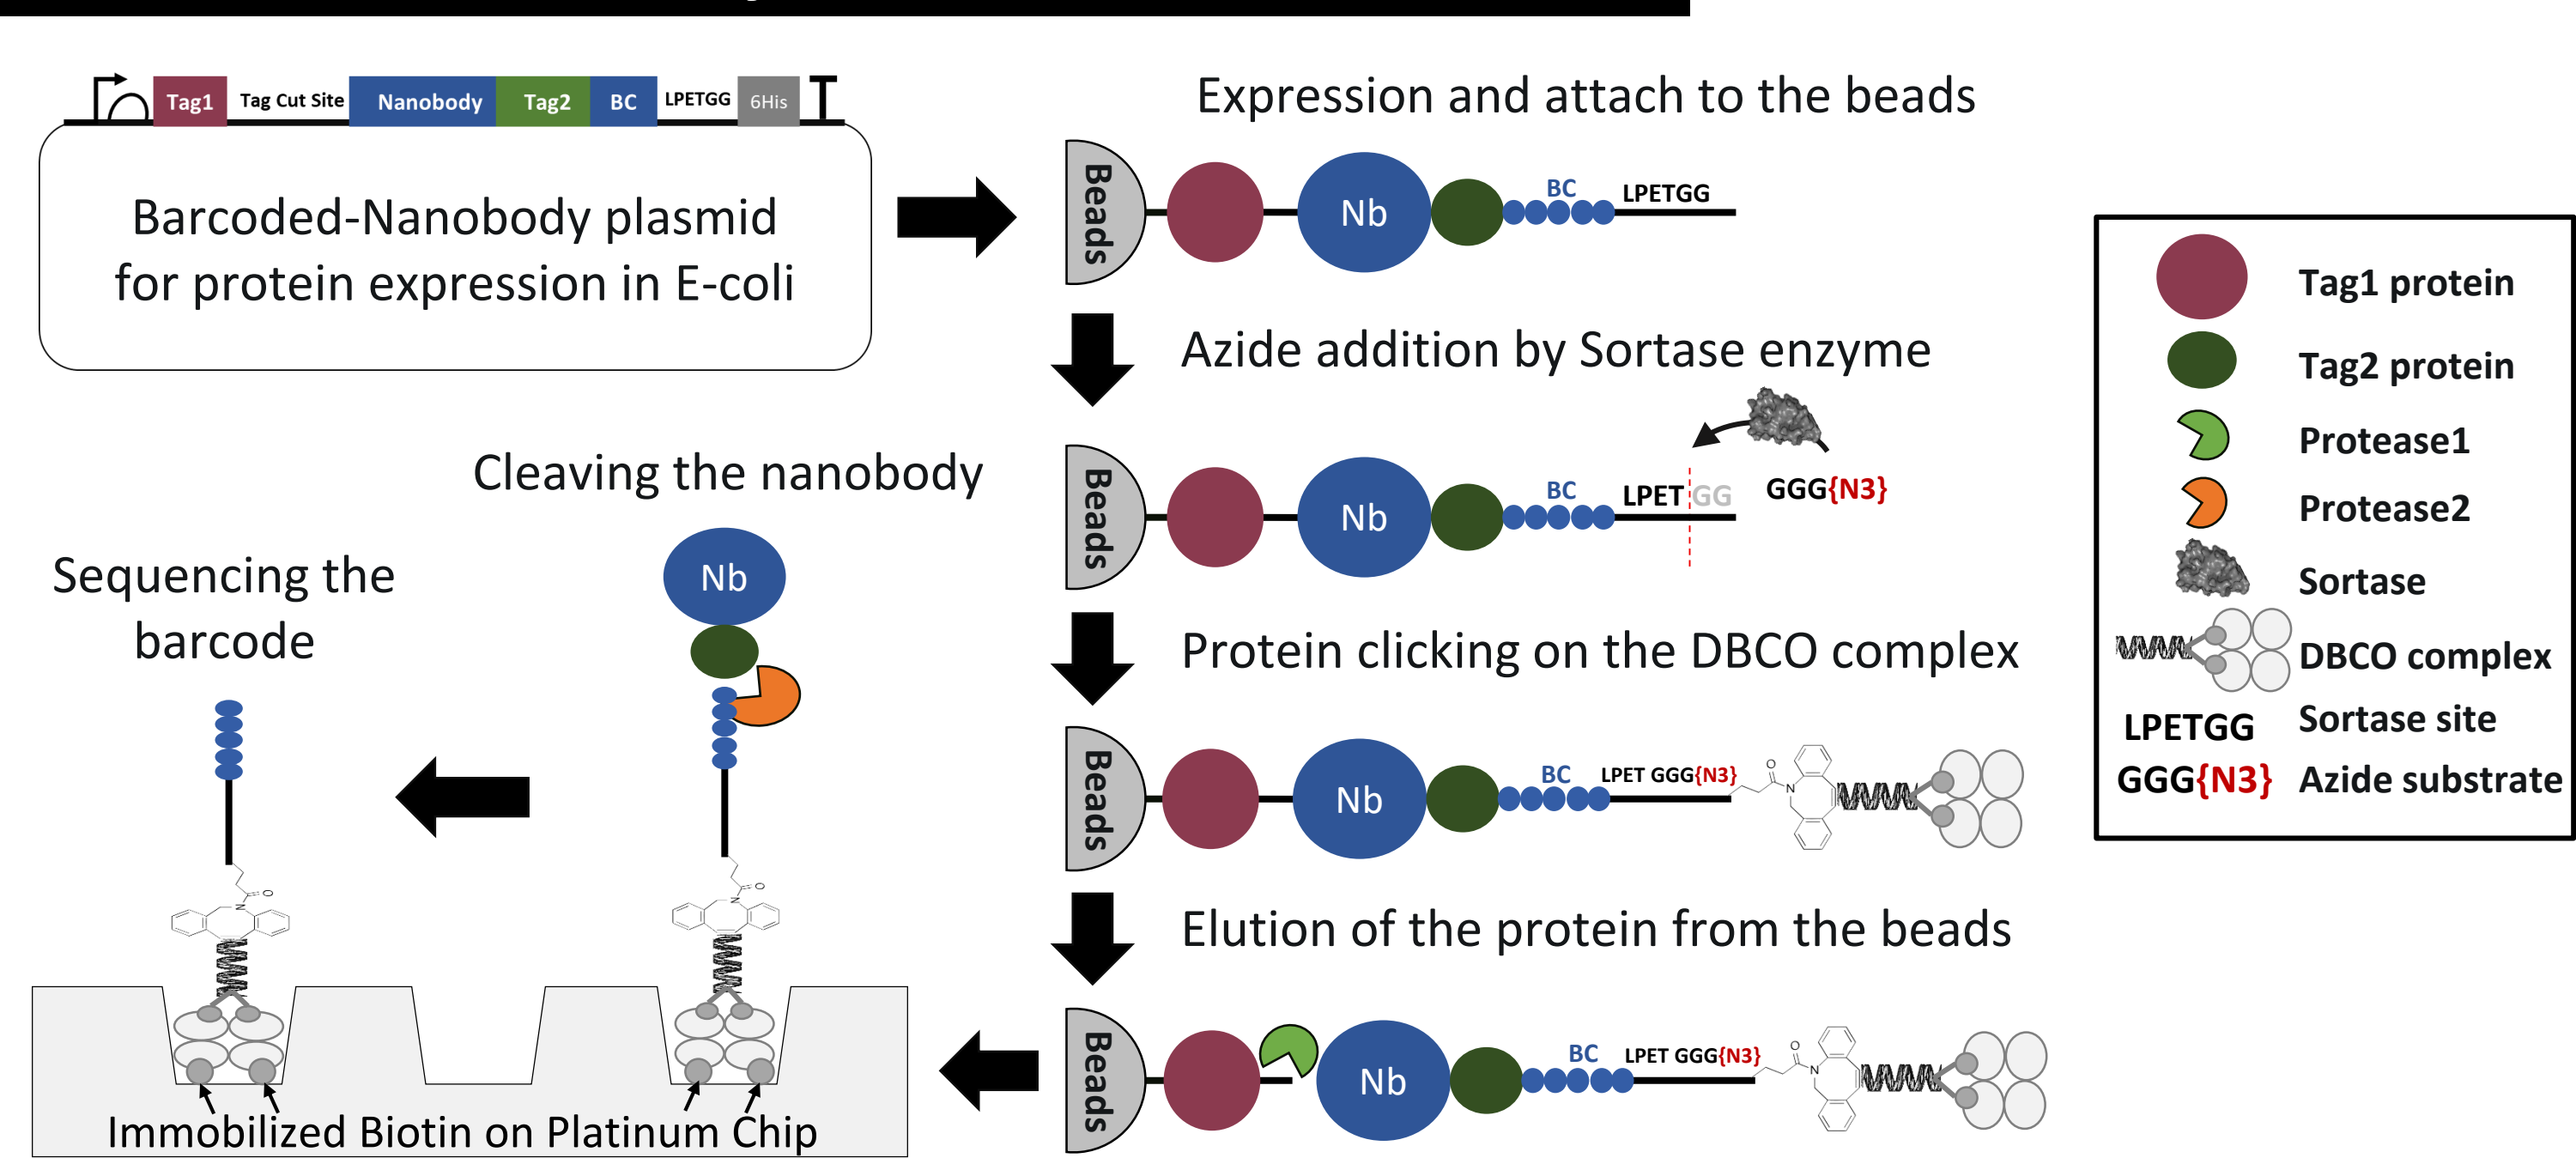 Tag1 Tag Cut Site Nanobody Tag2 BC LPETGG 6His
Barcoded-Nanobody plasmid
for protein expression in E-coli
Expression and attach to the beads
Beads
Nb
BC
LPETGG
Azide addition by Sortase enzyme
Beads
Nb
BC
LPET GG
GGG{N3}
Protein clicking on the DBCO complex
Beads
Nb
BC
LPET GGG{N3}
O
N
Elution of the protein from the beads
Beads
Nb
BC
LPET GGG{N3}
O
N
Cleaving the nanobody
Nb
O
N
Sequencing the
barcode
O
N
Immobilized Biotin on Platinum Chip
Tag1 protein
Tag2 protein
Protease1
Protease2
Sortase
DBCO complex
LPETGG Sortase site
GGG{N3} Azide substrate